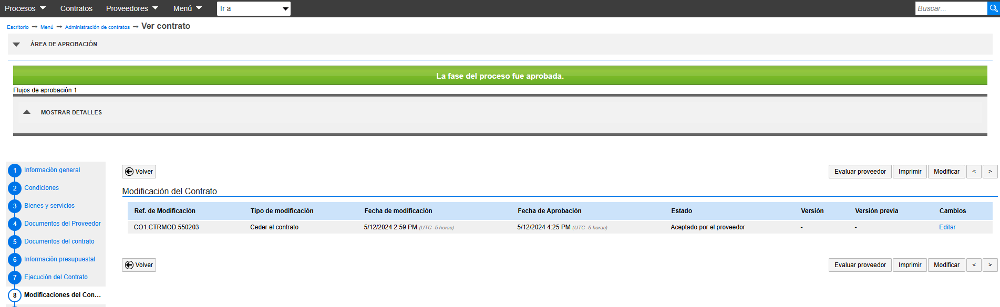 Procesos Contratos Proveedores Menú Ir a Buscar...
Escritorio → Menú → Administración de contratos → Ver contrato
ÁREA DE APROBACIÓN
La fase del proceso fue aprobada.
Flujos de aprobación 1
MOSTRAR DETALLES
1 Información general
2 Condiciones
3 Bienes y servicios
4 Documentos del Proveedor
5 Documentos del contrato
6 Información presupuestal
7 Ejecución del Contrato
8 Modificaciones del Con...
Volver Evaluar proveedor Imprimir Modificar < >
Modificación del Contrato
Ref. de Modificación Tipo de modificación Fecha de modificación Fecha de Aprobación Estado Versión Versión previa Cambios
CO1.CTRMOD.550203 Ceder el contrato 5/12/2024 2:59 PM (UTC -5 horas) 5/12/2024 4:25 PM (UTC -5 horas) Aceptado por el proveedor - - Editar
Volver Evaluar proveedor Imprimir Modificar < >